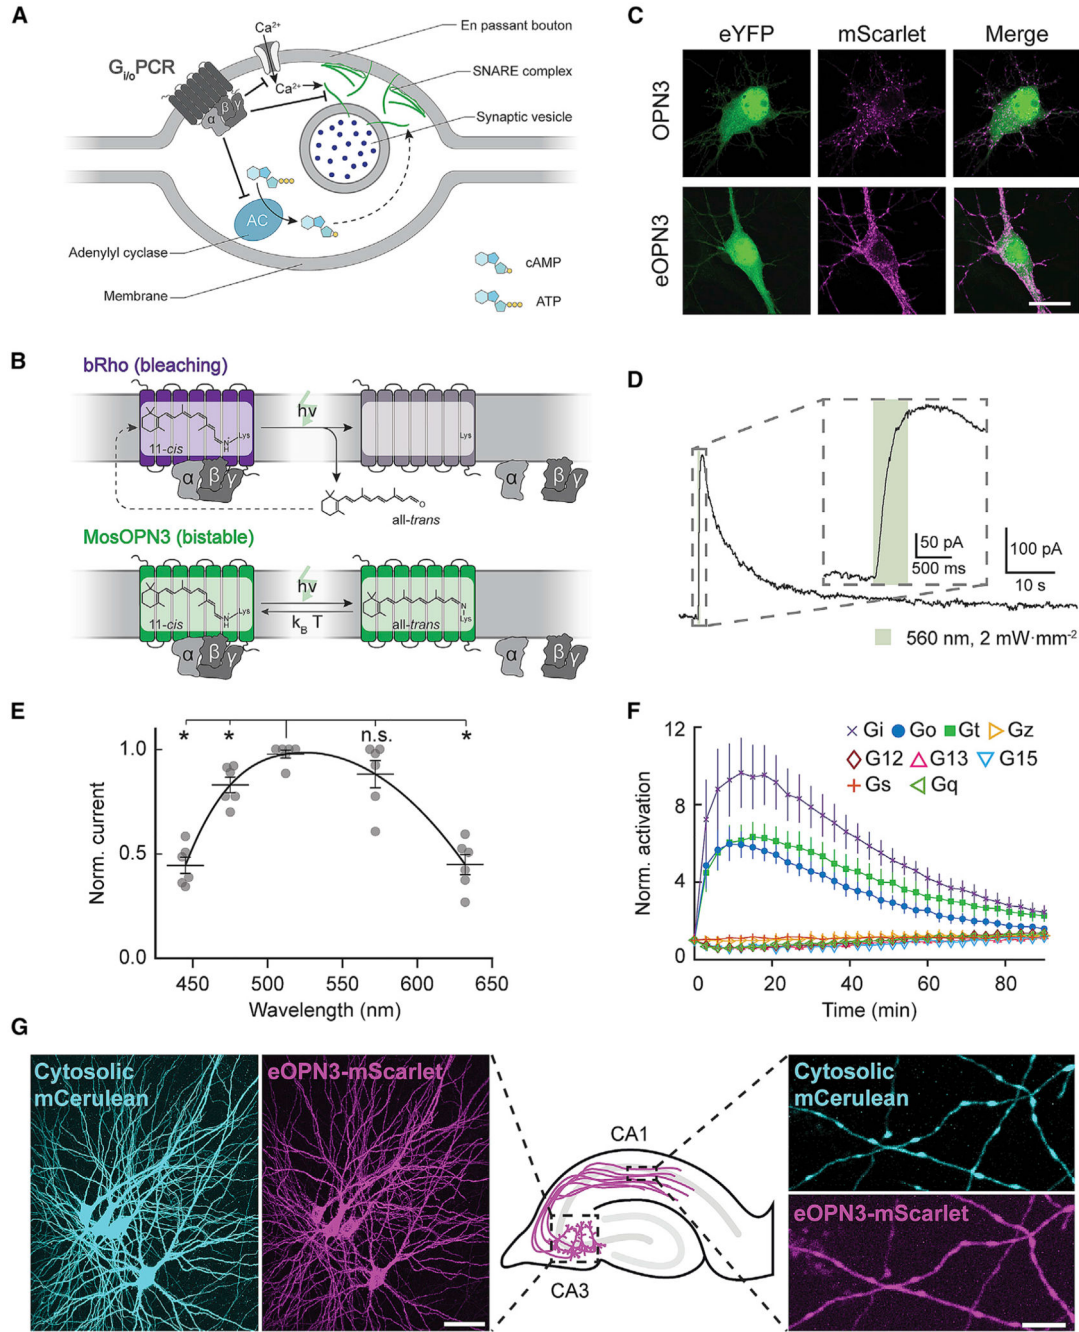 A
Ca²⁺
En passant bouton
Gi/oPCR
Ca²⁺
SNARE complex
α β γ
Synaptic vesicle
AC
Adenylyl cyclase
cAMP
Membrane
ATP
B
bRho (bleaching)
11-cis
N
H
Lys
hν
Lys
α β γ
α
β γ
all-trans
O
MosOPN3 (bistable)
11-cis
N
H
Lys
hν
kB T
all-trans
N
Lys
α β γ
α
β γ
C
eYFP mScarlet Merge
OPN3
eOPN3
D
50 pA
500 ms
100 pA
10 s
560 nm, 2 mW·mm⁻²
E
* * n.s. *
1.0
0.5
0.0
Norm. current
450 500 550 600 650
Wavelength (nm)
F
12
8
4
0
Norm. activation
Gi Go Gt Gz
G12 G13 G15
Gs Gq
0 20 40 60 80
Time (min)
G
Cytosolic
mCerulean
eOPN3-mScarlet
CA1
CA3
Cytosolic
mCerulean
eOPN3-mScarlet